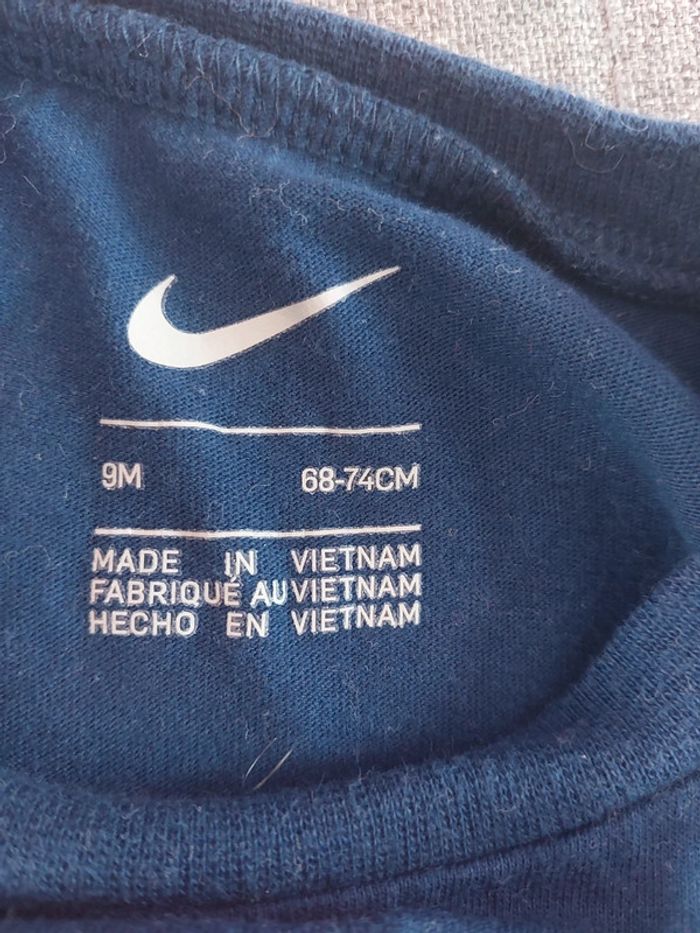 9M 68-74CM
MADE IN VIETNAM
FABRIQUÉ AU VIETNAM
HECHO EN VIETNAM